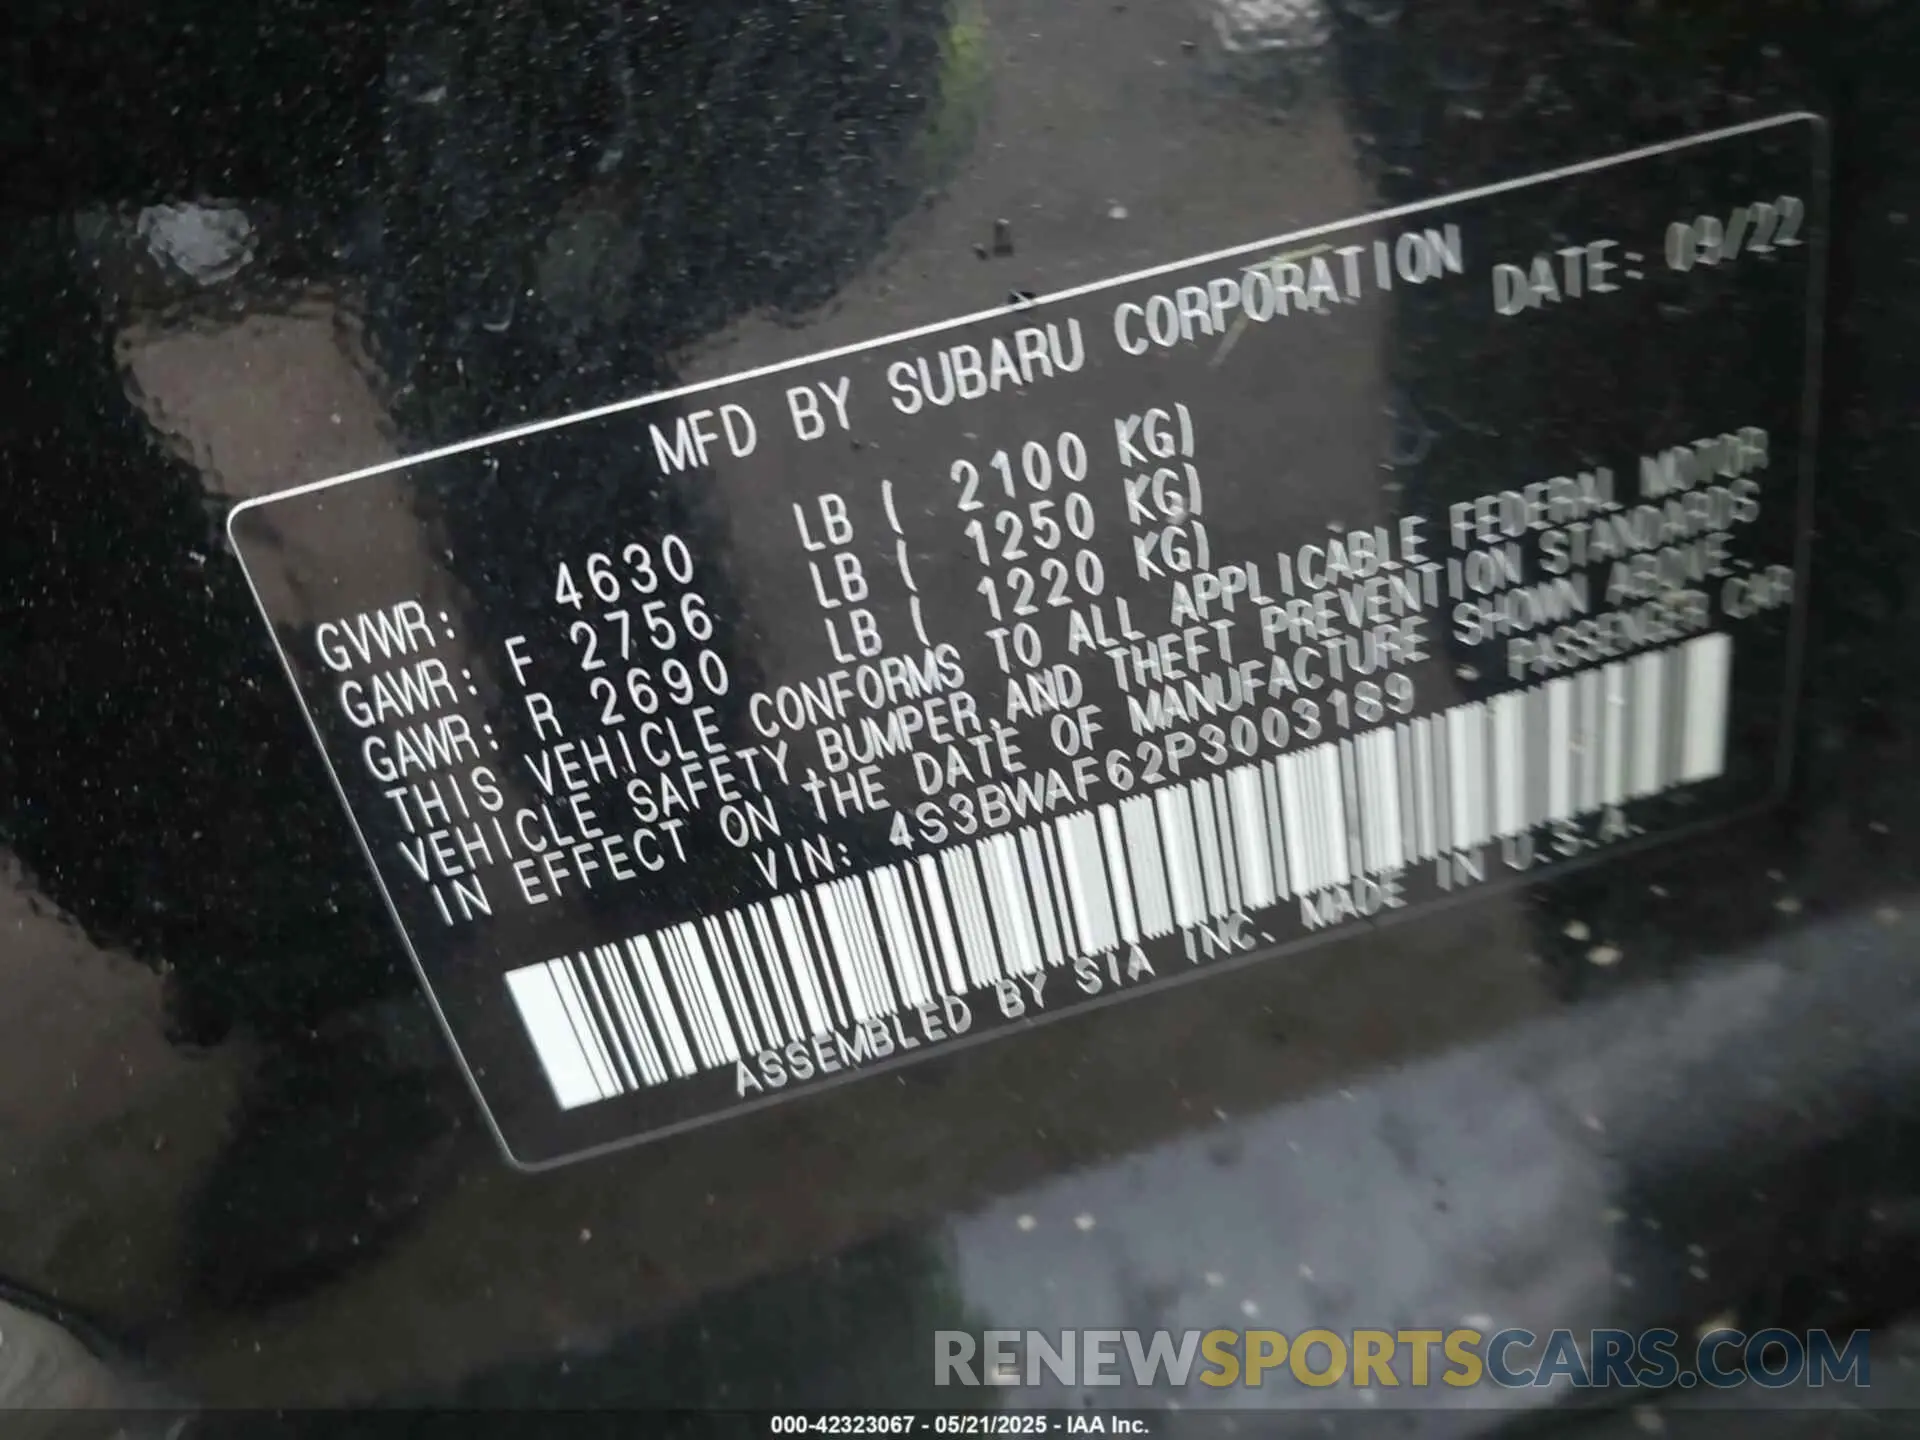 MFD BY SUBARU CORPORATION DATE: 09/22
GVWR: 4630 LB ( 2100 KG)
GAWR: F 2756 LB ( 1250 KG)
GAWR: R 2690 LB ( 1220 KG)
THIS VEHICLE CONFORMS TO ALL APPLICABLE FEDERAL MOTOR
VEHICLE SAFETY, BUMPER, AND THEFT PREVENTION STANDARDS
IN EFFECT ON THE DATE OF MANUFACTURE SHOWN ABOVE.
VIN: 4S3BWAF62P3003189 PASSENGER CAR
ASSEMBLED BY SIA INC. MADE IN U.S.A.
RENEWSPORTSCARS.COM
000-42323067 - 05/21/2025 - IAA Inc.